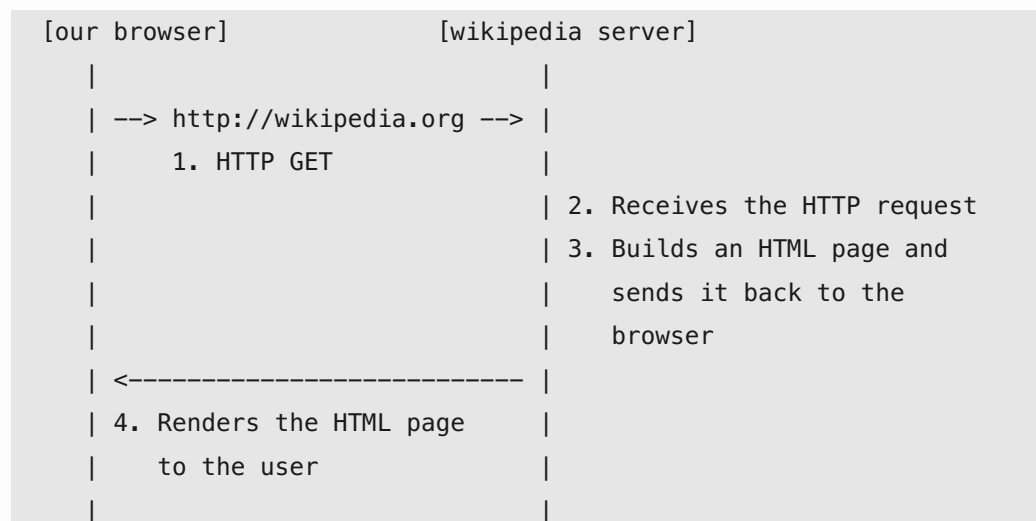 [our browser] [wikipedia server]
| |
| --> http://wikipedia.org --> |
| 1. HTTP GET |
| | 2. Receives the HTTP request
| | 3. Builds an HTML page and
| | sends it back to the
| | browser
| <--------------------------- |
| 4. Renders the HTML page |
| to the user |
| |